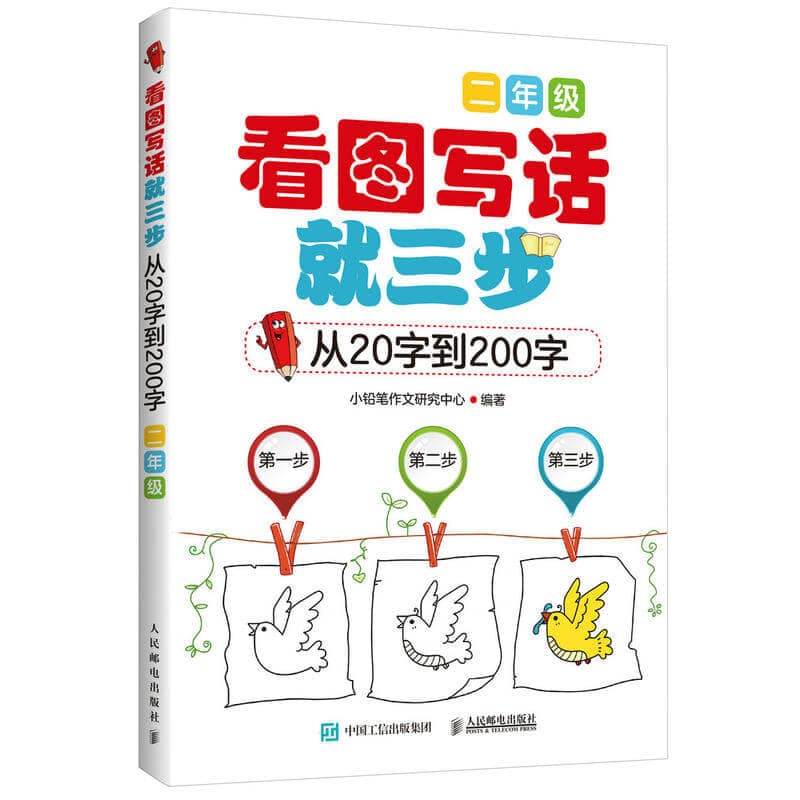 二年级
看图写话
就三步
从20字到200字
小铅笔作文研究中心 编著
第一步
第二步
第三步
中国工信出版集团
人民邮电出版社
POSTS & TELECOM PRESS
看图写话就三步
从20字到200字
二年级
人民邮电出版社